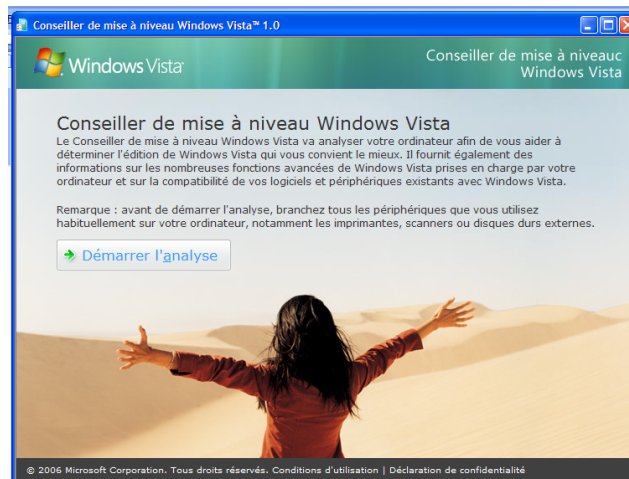 Conseiller de mise à niveau Windows Vista™ 1.0
Windows Vista™
Conseiller de mise à niveauc
Windows Vista
Conseiller de mise à niveau Windows Vista
Le Conseiller de mise à niveau Windows Vista va analyser votre ordinateur afin de vous aider à
déterminer l'édition de Windows Vista qui vous convient le mieux. Il fournit également des
informations sur les nombreuses fonctions avancées de Windows Vista prises en charge par votre
ordinateur et sur la compatibilité de vos logiciels et périphériques existants avec Windows Vista.
Remarque : avant de démarrer l'analyse, branchez tous les périphériques que vous utilisez
habituellement sur votre ordinateur, notamment les imprimantes, scanners ou disques durs externes.
Démarrer l'analyse
© 2006 Microsoft Corporation. Tous droits réservés. Conditions d'utilisation | Déclaration de confidentialité